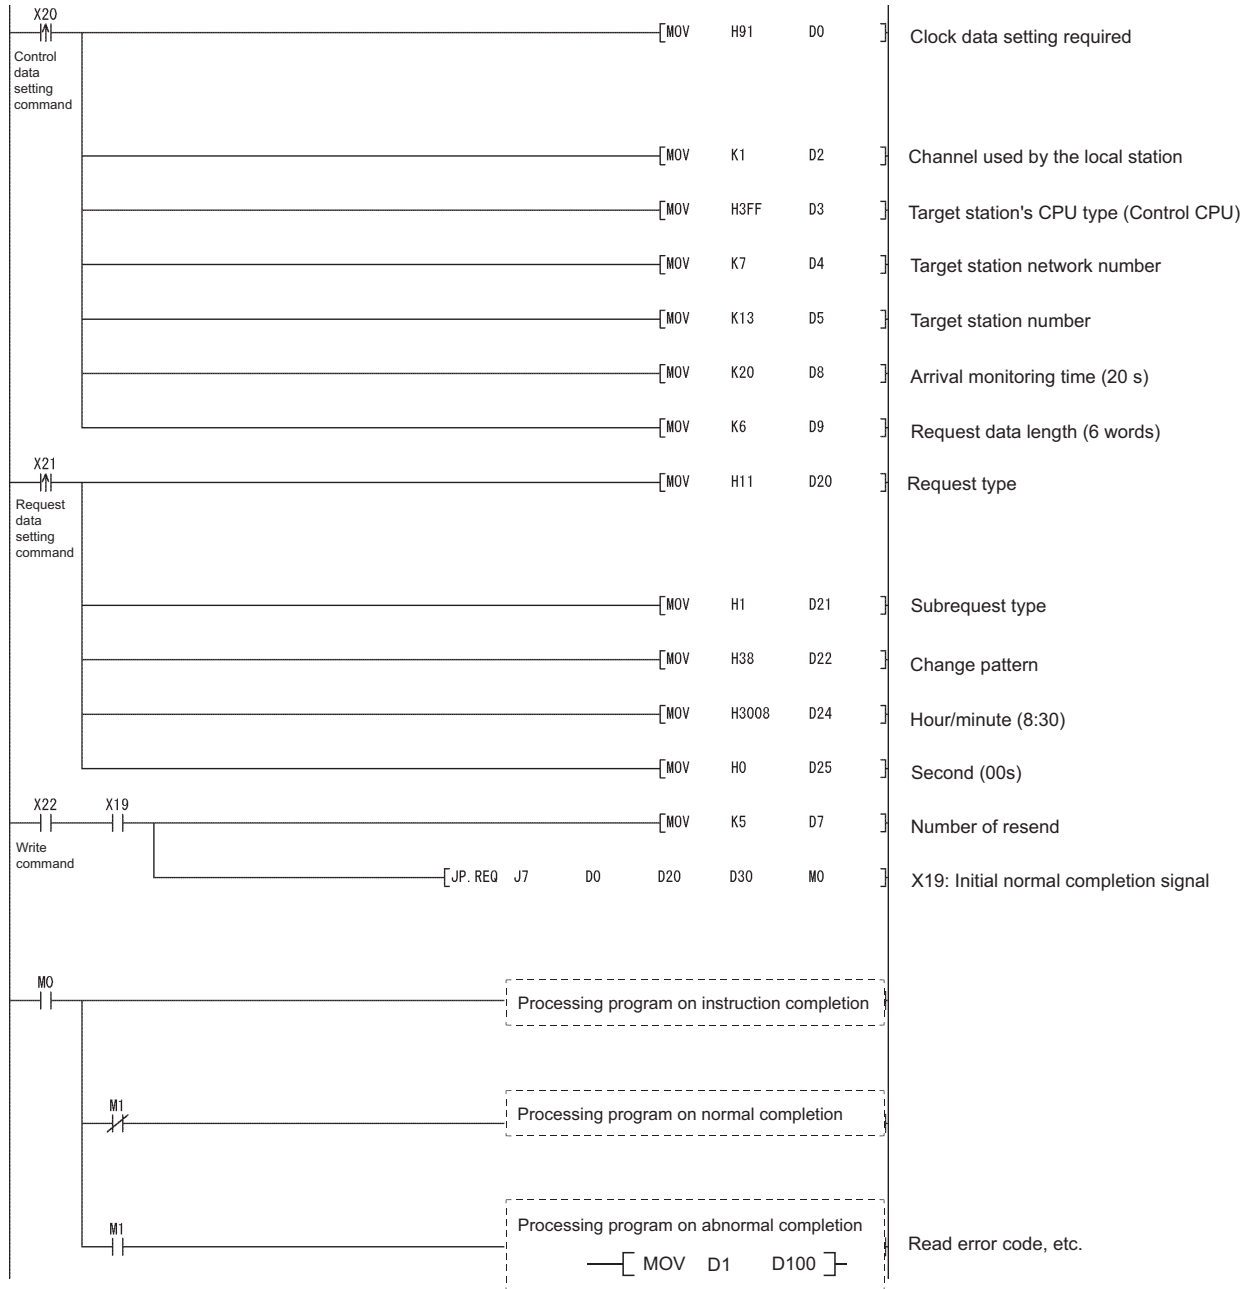 X20
Control
data
setting
command
MOV H91 D0 Clock data setting required
MOV K1 D2 Channel used by the local station
MOV H3FF D3 Target station's CPU type (Control CPU)
MOV K7 D4 Target station network number
MOV K13 D5 Target station number
MOV K20 D8 Arrival monitoring time (20 s)
MOV K6 D9 Request data length (6 words)
X21
Request
data
setting
command
MOV H11 D20 Request type
MOV H1 D21 Subrequest type
MOV H38 D22 Change pattern
MOV H3008 D24 Hour/minute (8:30)
MOV H0 D25 Second (00s)
X22 X19
Write
command
MOV K5 D7 Number of resend
JP.REQ J7 D0 D20 D30 M0 X19: Initial normal completion signal
M0
Processing program on instruction completion
M1
Processing program on normal completion
M1
Processing program on abnormal completion
MOV D1 D100 Read error code, etc.